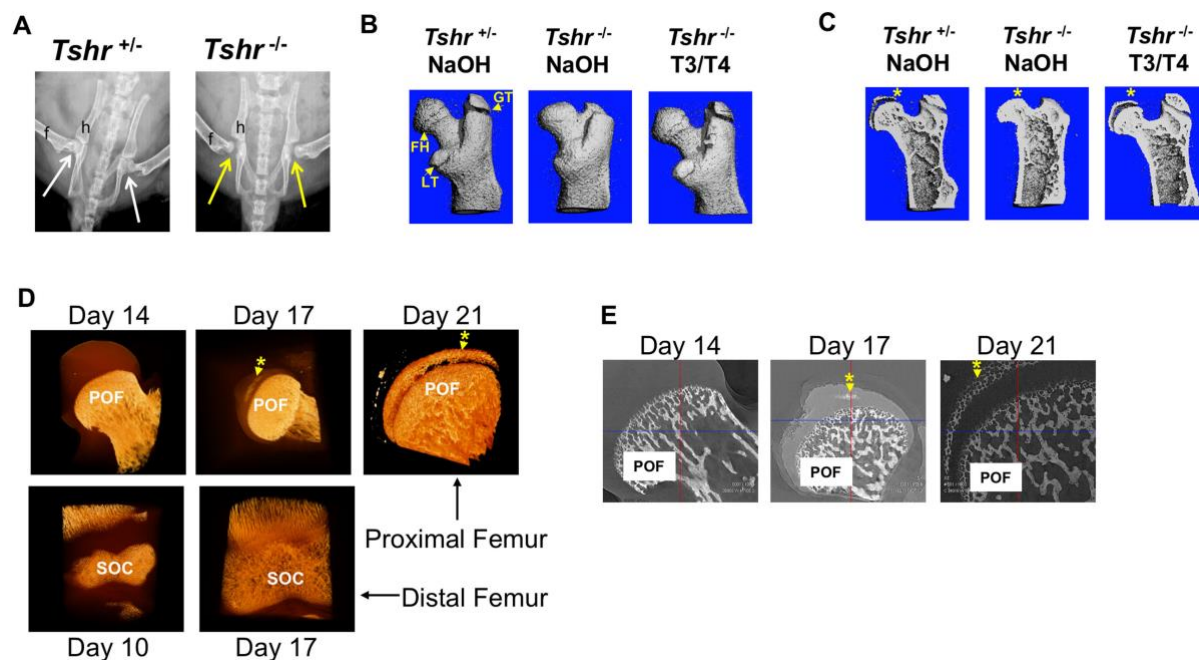 A
Tshr +/-
Tshr -/-
f
h
f
h
B
Tshr +/-
NaOH
Tshr -/-
NaOH
Tshr -/-
T3/T4
GT
FH
LT
C
Tshr +/-
NaOH
*
Tshr -/-
NaOH
*
Tshr -/-
T3/T4
*
D
Day 14
Day 17
Day 21
POF
*
POF
*
POF
Proximal Femur
SOC
SOC
Distal Femur
Day 10
Day 17
E
Day 14
Day 17
Day 21
POF
*
POF
*
POF